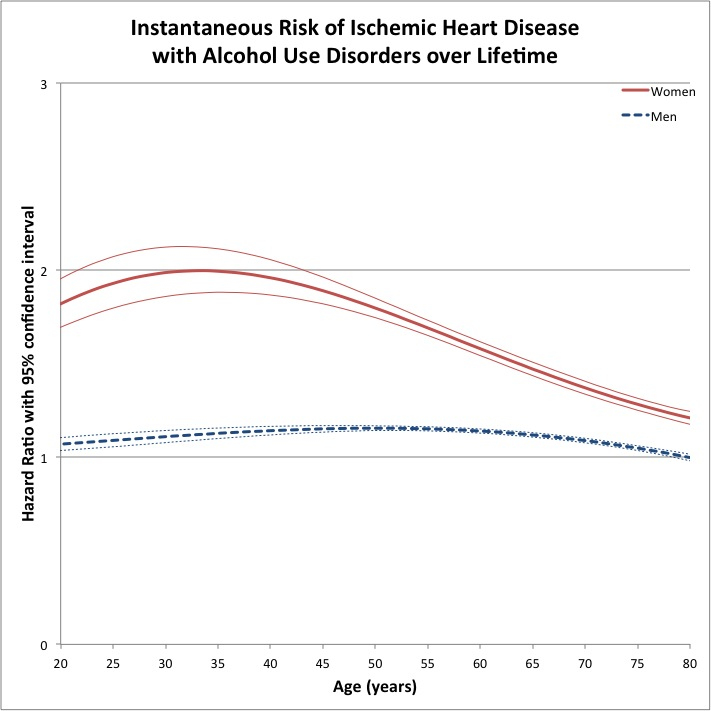 Instantaneous Risk of Ischemic Heart Disease
with Alcohol Use Disorders over Lifetime
Women
Men
Hazard Ratio with 95% confidence interval
3
2
1
0
20 25 30 35 40 45 50 55 60 65 70 75 80
Age (years)